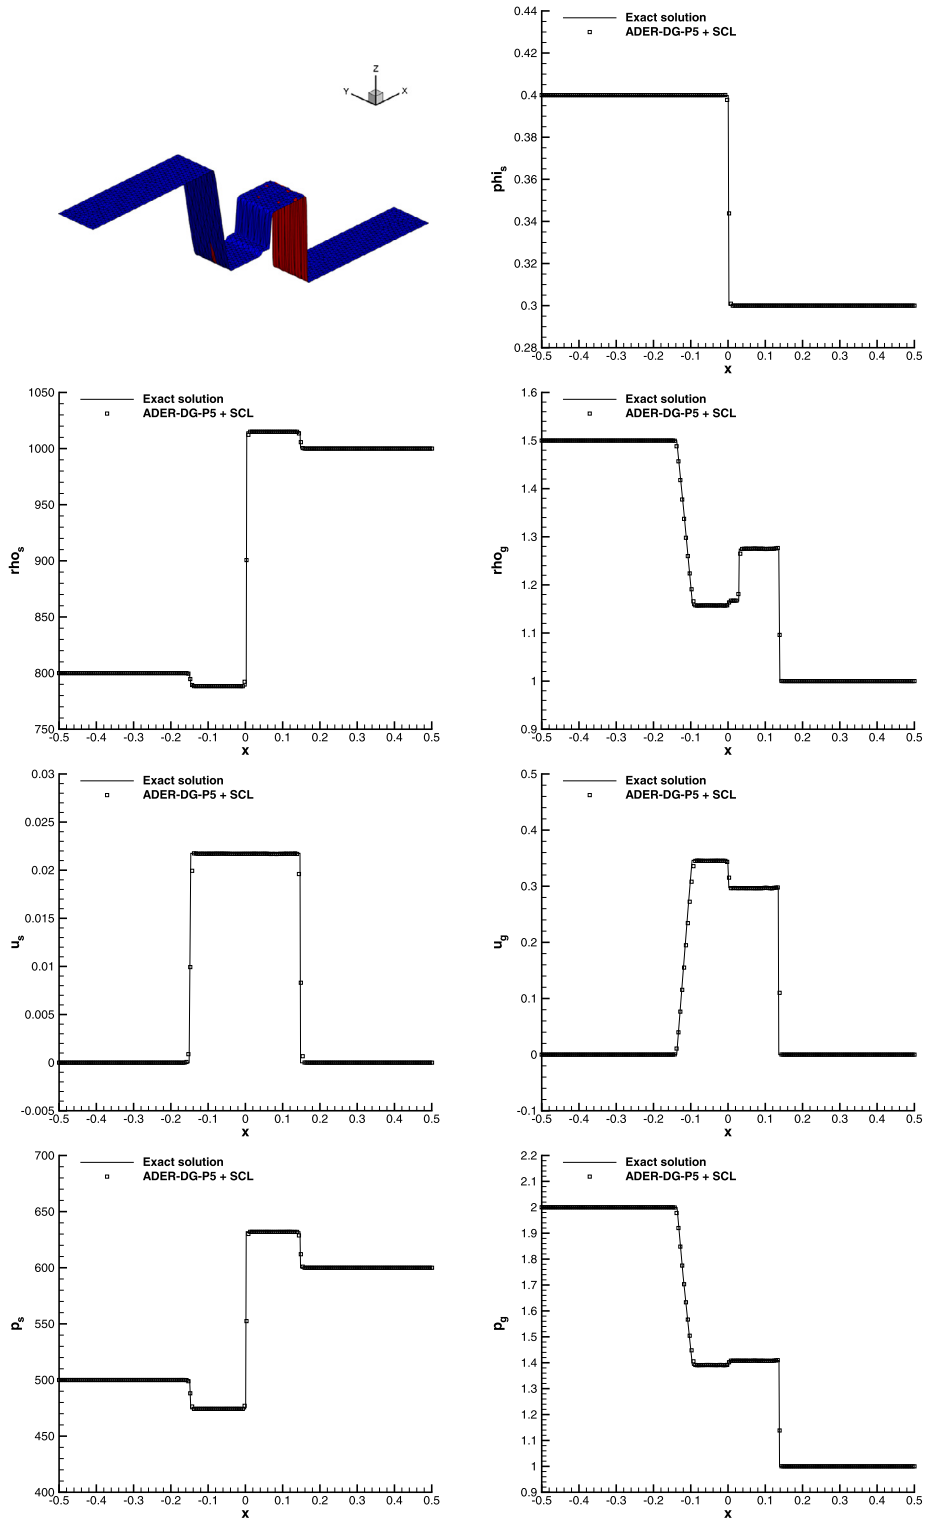 Z
Y
X
Exact solution
ADER-DG-P5 + SCL
0.44
0.42
0.4
0.38
0.36
0.34
0.32
0.3
0.28
phis
-0.5 -0.4 -0.3 -0.2 -0.1 0 0.1 0.2 0.3 0.4 0.5
x
Exact solution
ADER-DG-P5 + SCL
1050
1000
950
900
850
800
750
rhos
-0.5 -0.4 -0.3 -0.2 -0.1 0 0.1 0.2 0.3 0.4 0.5
x
Exact solution
ADER-DG-P5 + SCL
1.6
1.5
1.4
1.3
1.2
1.1
1
0.9
rhog
-0.5 -0.4 -0.3 -0.2 -0.1 0 0.1 0.2 0.3 0.4 0.5
x
Exact solution
ADER-DG-P5 + SCL
0.03
0.025
0.02
0.015
0.01
0.005
0
-0.005
us
-0.5 -0.4 -0.3 -0.2 -0.1 0 0.1 0.2 0.3 0.4 0.5
x
Exact solution
ADER-DG-P5 + SCL
0.5
0.4
0.3
0.2
0.1
0
-0.1
ug
-0.5 -0.4 -0.3 -0.2 -0.1 0 0.1 0.2 0.3 0.4 0.5
x
Exact solution
ADER-DG-P5 + SCL
700
650
600
550
500
450
400
ps
-0.5 -0.4 -0.3 -0.2 -0.1 0 0.1 0.2 0.3 0.4 0.5
x
Exact solution
ADER-DG-P5 + SCL
2.2
2.1
2
1.9
1.8
1.7
1.6
1.5
1.4
1.3
1.2
1.1
1
0.9
pg
-0.5 -0.4 -0.3 -0.2 -0.1 0 0.1 0.2 0.3 0.4 0.5
x